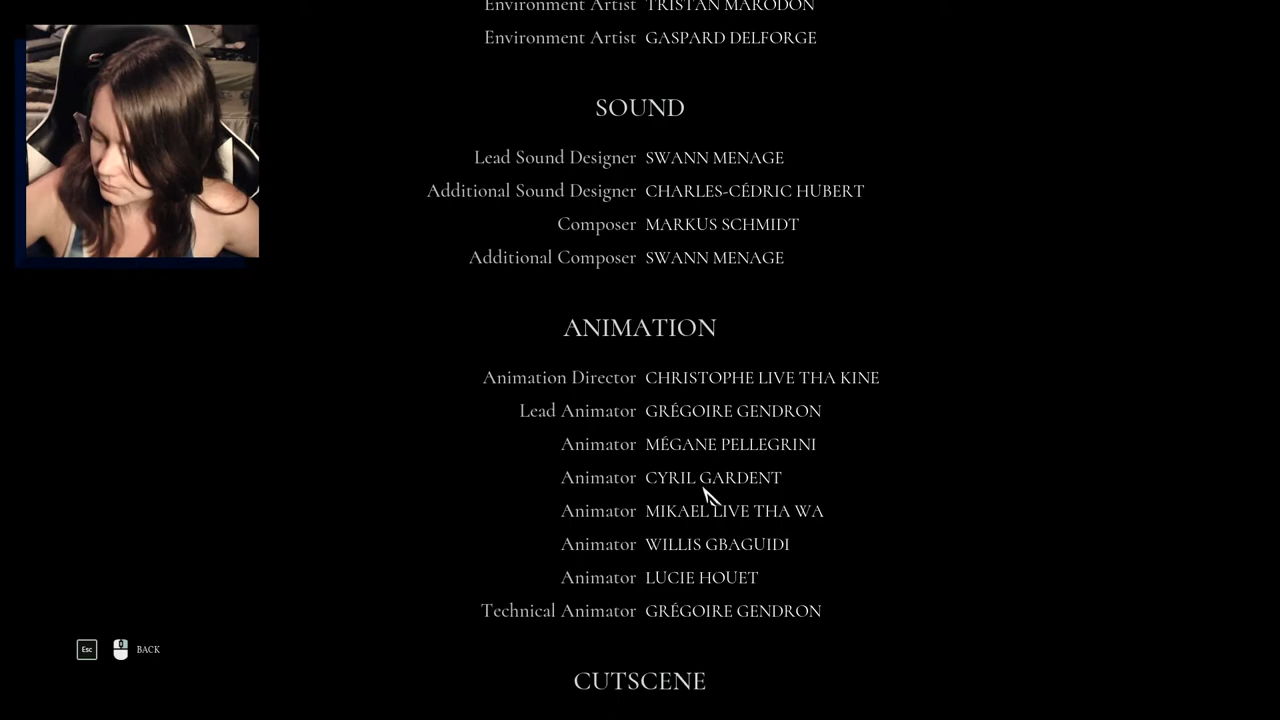 Environment Artist TRISTAN MARODON
Environment Artist GASPARD DELFORGE
SOUND
Lead Sound Designer SWANN MENAGE
Additional Sound Designer CHARLES-CÉDRIC HUBERT
Composer MARKUS SCHMIDT
Additional Composer SWANN MENAGE
ANIMATION
Animation Director CHRISTOPHE LIVE THA KINE
Lead Animator GRÉGOIRE GENDRON
Animator MÉGANE PELLEGRINI
Animator CYRIL GARDENT
Animator MIKAEL LIVE THA WA
Animator WILLIS GBAGUIDI
Animator LUCIE HOUET
Technical Animator GRÉGOIRE GENDRON
Esc BACK
CUTSCENE